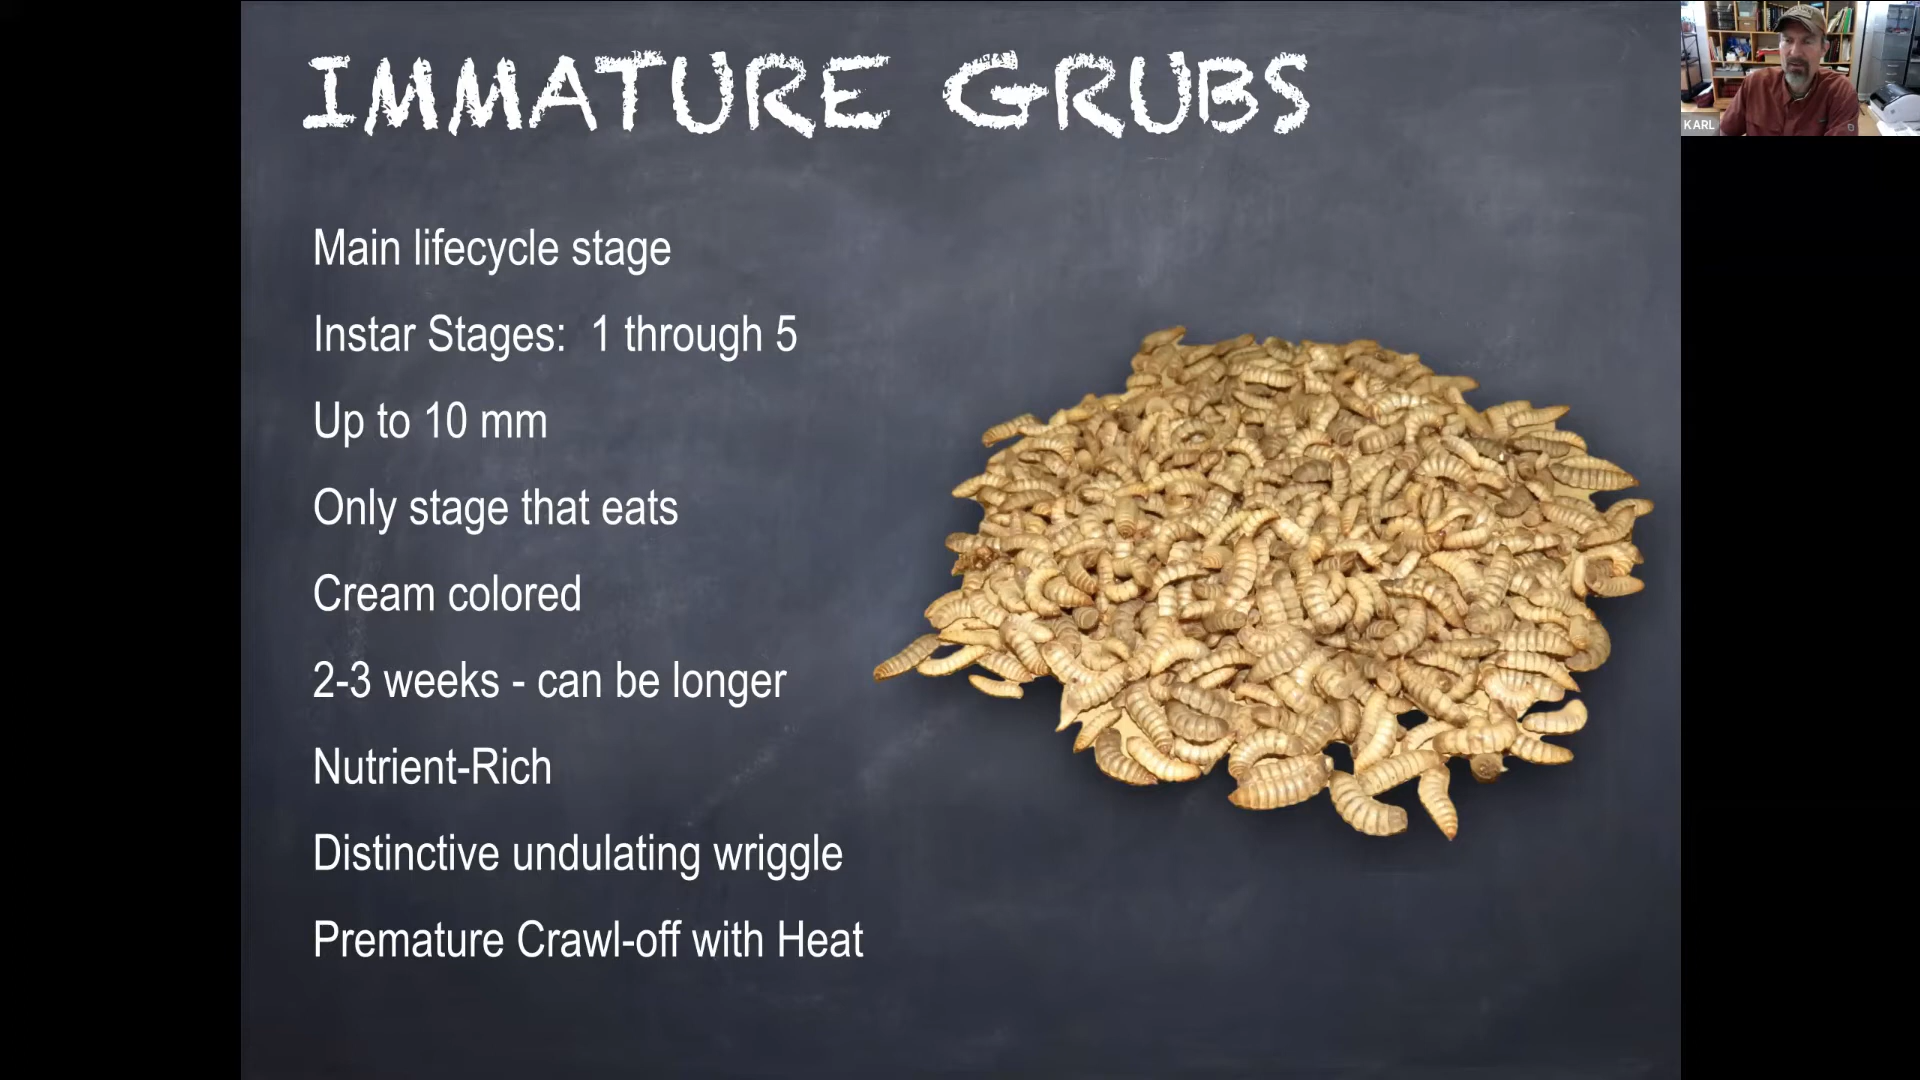 IMMATURE GRUBS
Main lifecycle stage
Instar Stages:  1 through 5
Up to 10 mm
Only stage that eats
Cream colored
2-3 weeks - can be longer
Nutrient-Rich
Distinctive undulating wriggle
Premature Crawl-off with Heat
KARL